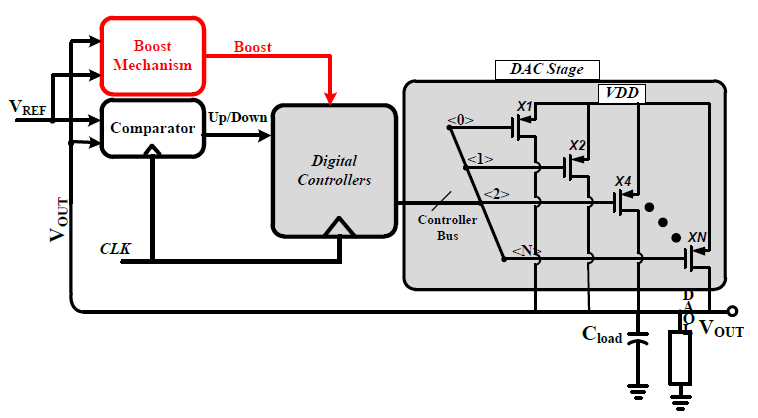 Boost
Mechanism
Boost
DAC Stage
VDD
VREF
Comparator
Up/Down
Digital
Controllers
X1
<0>
X2
<1>
X4
<2>
Controller
Bus
XN
<N>
VOUT
CLK
LOAD
Cload
VOUT